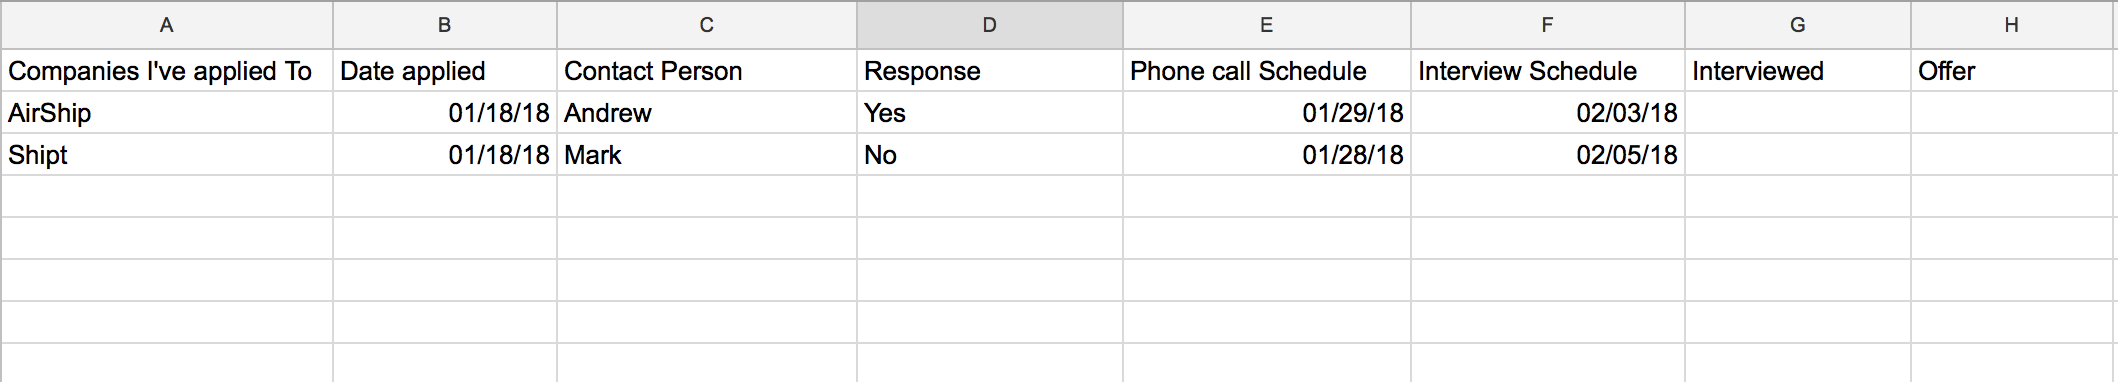 A B C D E F G H
Companies I've applied To Date applied Contact Person Response Phone call Schedule Interview Schedule Interviewed Offer
AirShip 01/18/18 Andrew Yes 01/29/18 02/03/18
Shipt 01/18/18 Mark No 01/28/18 02/05/18